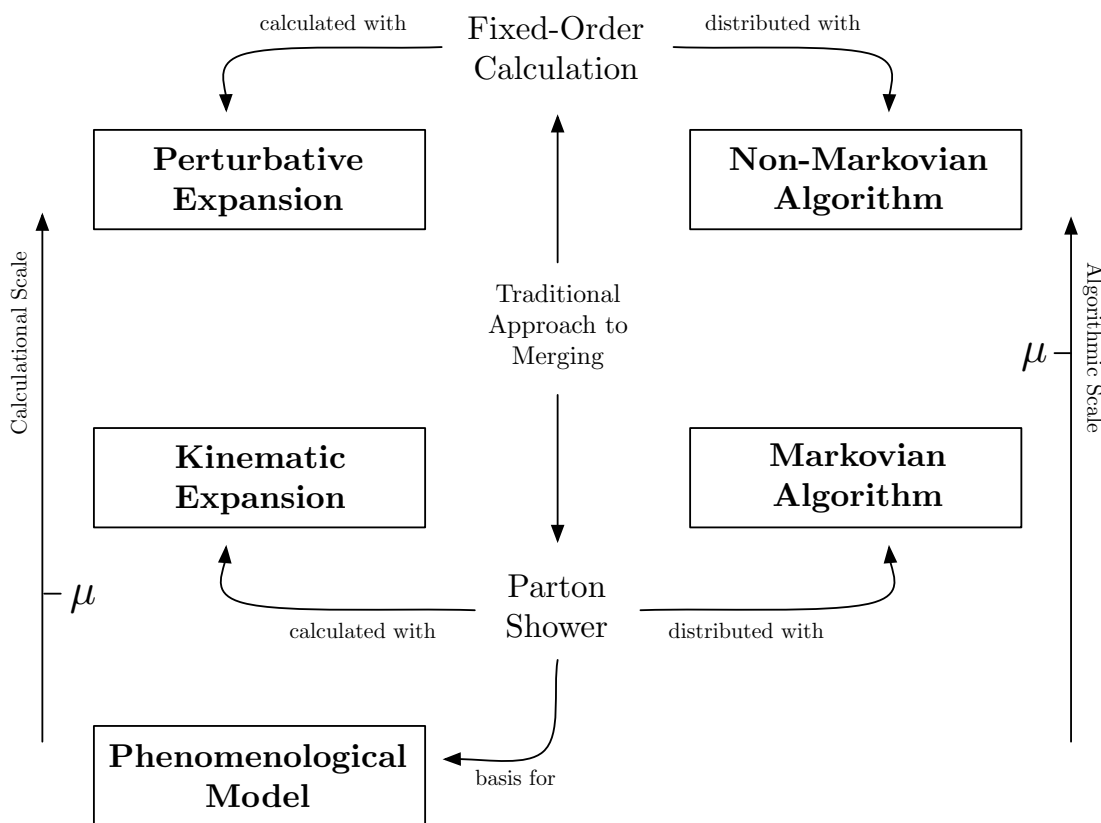 calculated with
Fixed-Order
Calculation
distributed with
Perturbative
Expansion
Non-Markovian
Algorithm
Calculational Scale
Traditional
Approach to
Merging
μ
Algorithmic Scale
Kinematic
Expansion
Markovian
Algorithm
μ
Parton
Shower
calculated with
distributed with
Phenomenological
Model
basis for